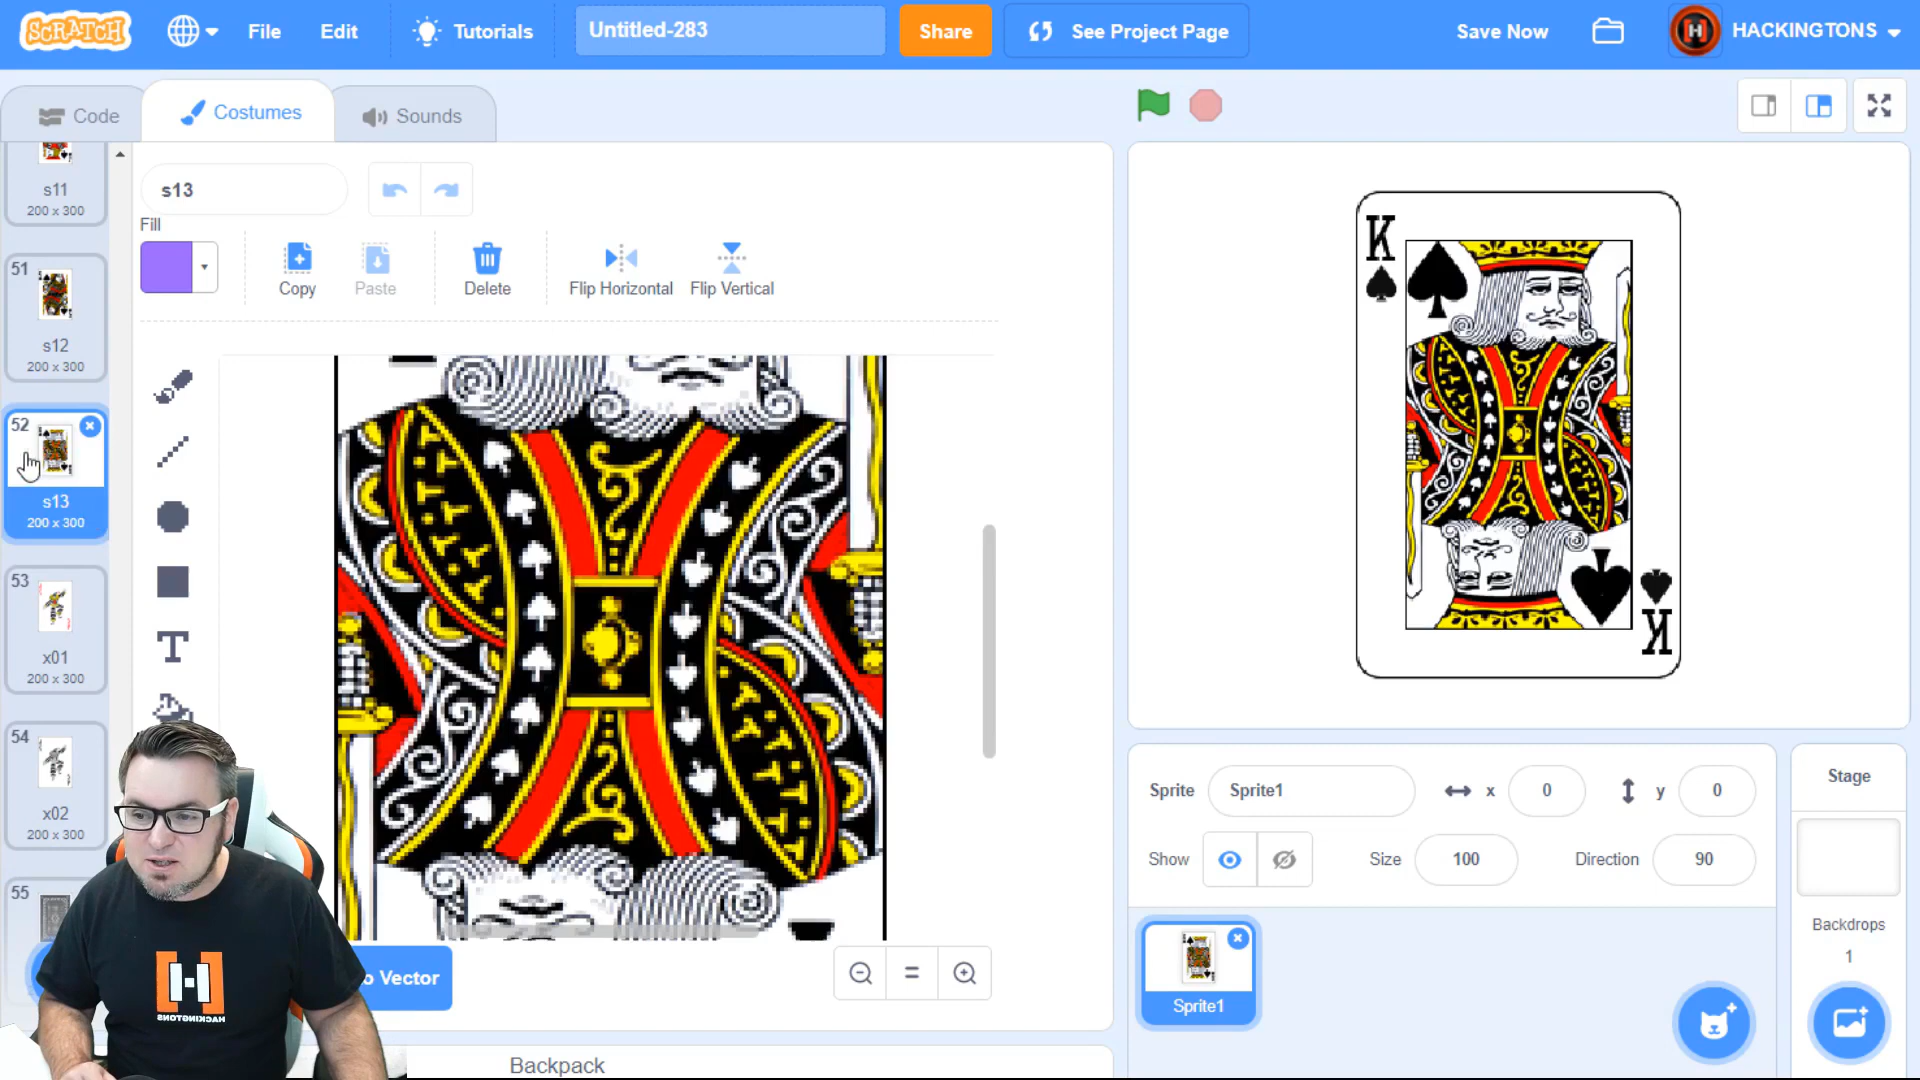 SCRATCH
File
Edit
Tutorials
Untitled-283
Share
See Project Page
Save Now
HACKINGTONS
Code
Costumes
Sounds
s11
200 x 300
51
s12
200 x 300
52
s13
200 x 300
53
x01
200 x 300
54
x02
200 x 300
55
s13
Fill
Copy
Paste
Delete
Flip Horizontal
Flip Vertical
T
o Vector
Backpack
K
K
Sprite
Sprite1
x
0
y
0
Show
Size
100
Direction
90
Sprite1
Stage
Backdrops
1
H
HACKINGTONS